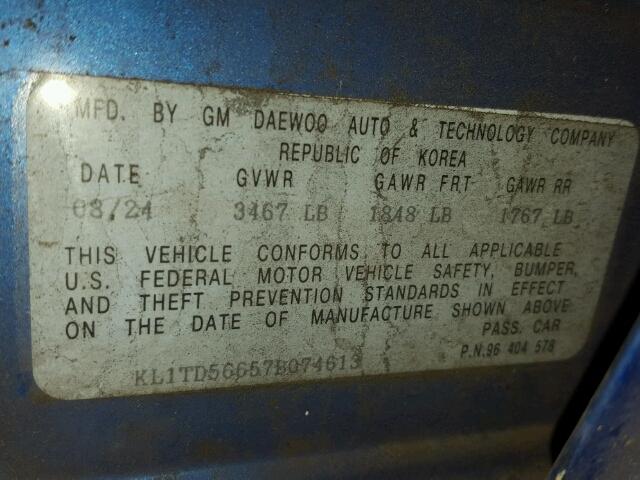 MFD. BY GM DAEWOO AUTO & TECHNOLOGY COMPANY
REPUBLIC OF KOREA
DATE GVWR GAWR FRT GAWR RR
03/24 3467 LB 1848 LB 1767 LB
THIS VEHICLE CONFORMS TO ALL APPLICABLE
U.S. FEDERAL MOTOR VEHICLE SAFETY, BUMPER,
AND THEFT PREVENTION STANDARDS IN EFFECT
ON THE DATE OF MANUFACTURE SHOWN ABOVE
PASS. CAR
P.N.96 404 578
KL1TD56657B074613